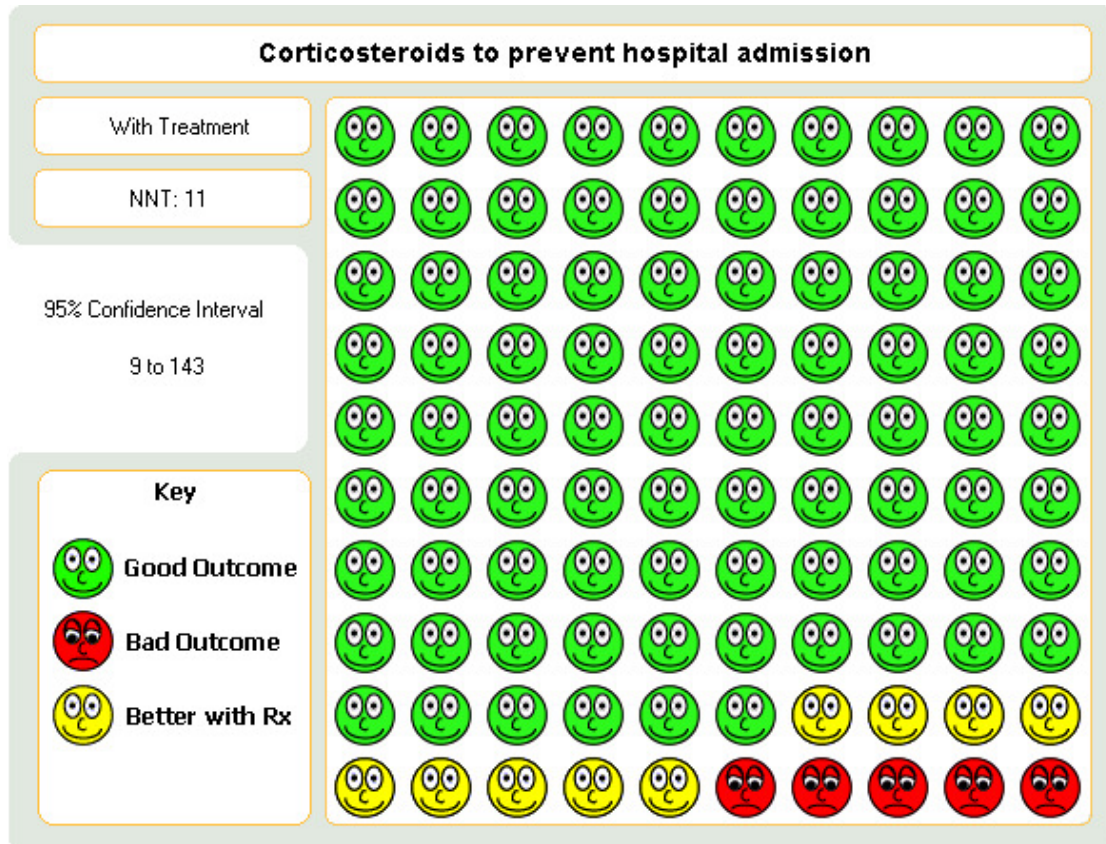 Corticosteroids to prevent hospital admission
With Treatment
NNT: 11
95% Confidence Interval
9 to 143
Key
Good Outcome
Bad Outcome
Better with Rx